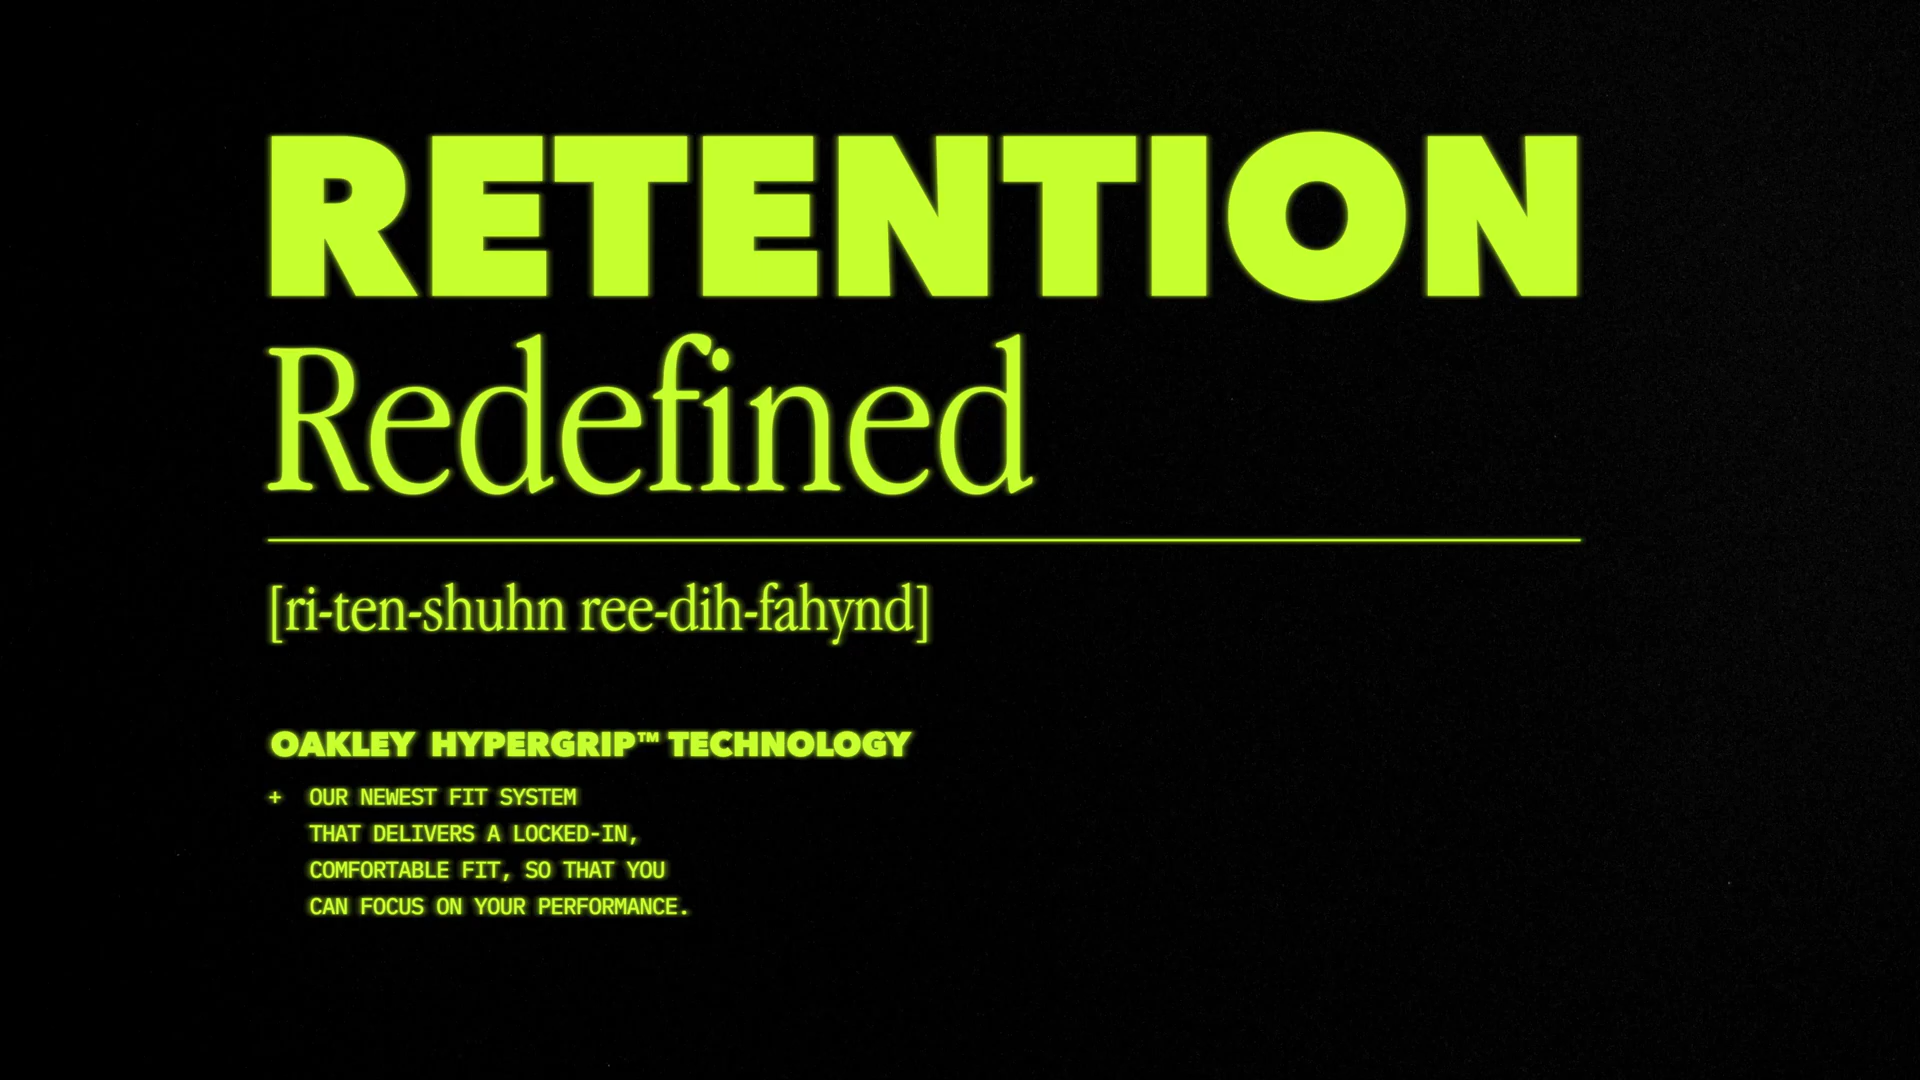 RETENTION
Redefined
[ri-ten-shuhn ree-dih-fahynd]
OAKLEY HYPERGRIP™ TECHNOLOGY
+ OUR NEWEST FIT SYSTEM
THAT DELIVERS A LOCKED-IN,
COMFORTABLE FIT, SO THAT YOU
CAN FOCUS ON YOUR PERFORMANCE.